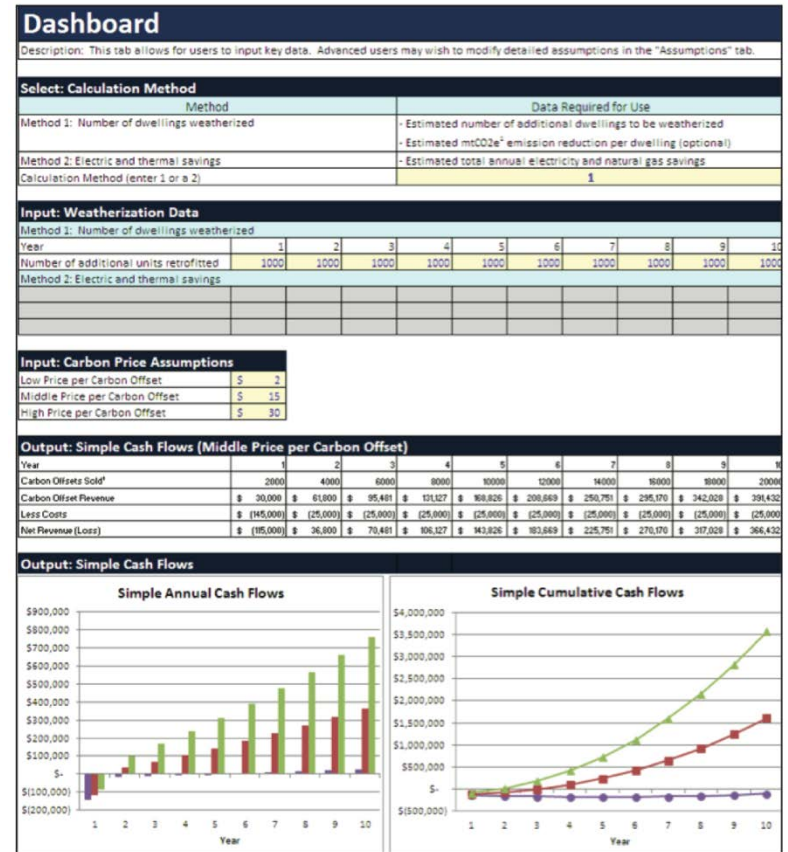 Dashboard
Description: This tab allows for users to input key data. Advanced users may wish to modify detailed assumptions in the "Assumptions" tab.
Select: Calculation Method
Method Data Required for Use
Method 1: Number of dwellings weatherized - Estimated number of additional dwellings to be weatherized
- Estimated mtCO2e¹ emission reduction per dwelling (optional)
Method 2: Electric and thermal savings - Estimated total annual electricity and natural gas savings
Calculation Method (enter 1 or a 2) 1
Input: Weatherization Data
Method 1: Number of dwellings weatherized
Year 1 2 3 4 5 6 7 8 9 10
Number of additional units retrofitted 1000 1000 1000 1000 1000 1000 1000 1000 1000 1000
Method 2: Electric and thermal savings
Input: Carbon Price Assumptions
Low Price per Carbon Offset $ 2
Middle Price per Carbon Offset $ 15
High Price per Carbon Offset $ 30
Output: Simple Cash Flows (Middle Price per Carbon Offset)
Year 1 2 3 4 5 6 7 8 9
Carbon Offsets Sold¹ 2000 4000 6000 8000 10000 12000 14000 16000 18000 20000
Carbon Offset Revenue $ 30,000 $ 61,800 $ 95,481 $ 131,127 $ 168,826 $ 208,669 $ 250,751 $ 295,170 $ 342,028 $ 391,432
Less Costs $ (145,000) $ (25,000) $ (25,000) $ (25,000) $ (25,000) $ (25,000) $ (25,000) $ (25,000) $ (25,000) $ (25,000
Net Revenue (Loss) $ (115,000) $ 36,800 $ 70,481 $ 106,127 $ 143,826 $ 183,669 $ 225,751 $ 270,170 $ 317,028 $ 366,432
Output: Simple Cash Flows
Simple Annual Cash Flows
$900,000
$800,000
$700,000
$600,000
$500,000
$400,000
$300,000
$200,000
$100,000
$-
$(100,000)
$(200,000)
1 2 3 4 5 6 7 8 9 10
Year
Simple Cumulative Cash Flows
$4,000,000
$3,500,000
$3,000,000
$2,500,000
$2,000,000
$1,500,000
$1,000,000
$500,000
$-
$(500,000)
1 2 3 4 5 6 7 8 9 10
Year